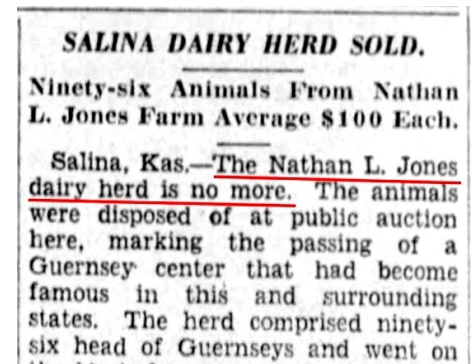 SALINA DAIRY HERD SOLD.
Ninety-six Animals From Nathan
L. Jones Farm Average $100 Each.
Salina, Kas.—The Nathan L. Jones
dairy herd is no more. The animals
were disposed of at public auction
here, marking the passing of a
Guernsey center that had become
famous in this and surrounding
states. The herd comprised ninety-
six head of Guernseys and went on